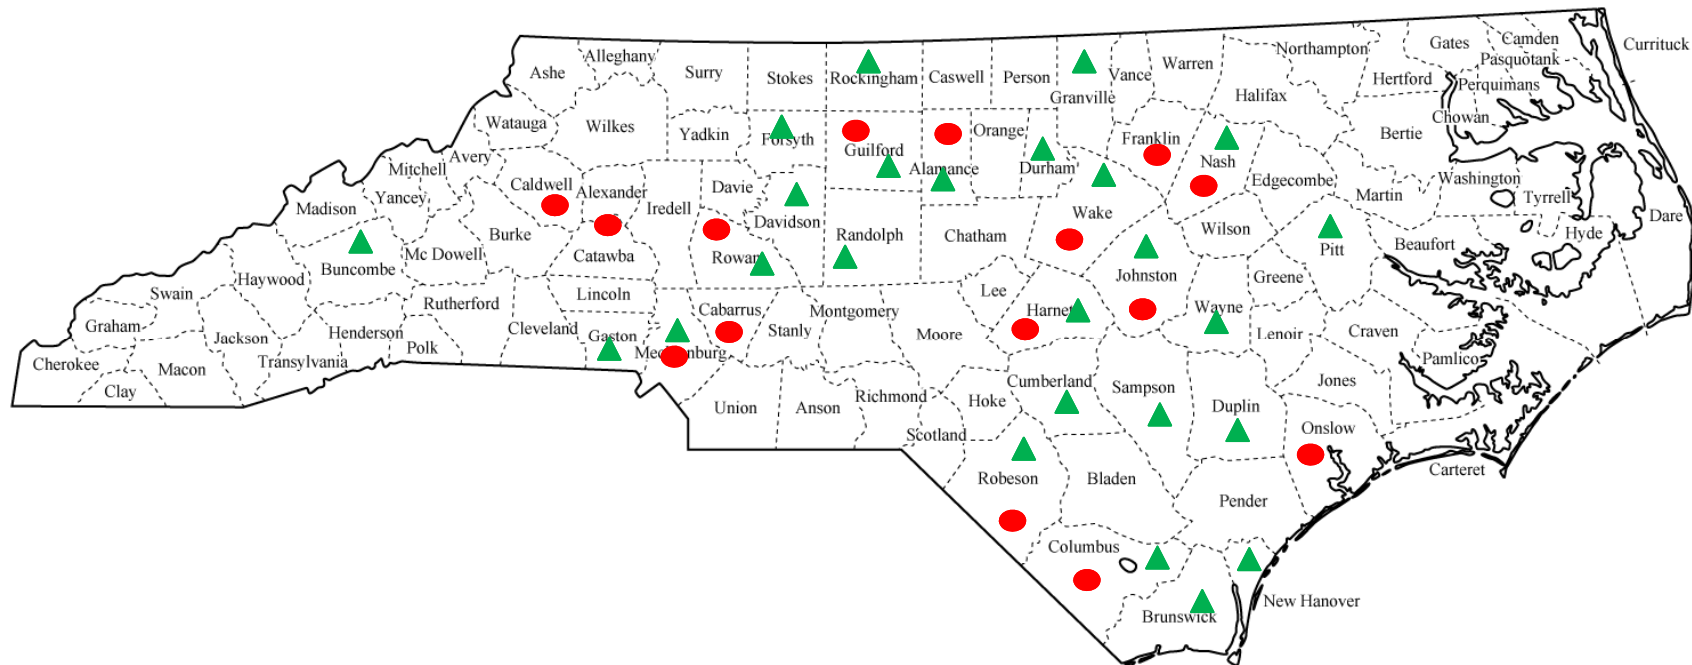 Alleghany
Ashe
Surry
Stokes
Rockingham
Caswell
Person
Granville
Vance
Warren
Northampton
Gates
Camden
Currituck
Pasquotank
Hertford
Perquimans
Halifax
Chowan
Bertie
Watauga
Wilkes
Yadkin
Forsyth
Guilford
Alamance
Orange
Durham
Franklin
Nash
Edgecombe
Martin
Washington
Tyrrell
Dare
Mitchell
Avery
Yancey
Caldwell
Alexander
Iredell
Davie
Davidson
Madison
Burke
Mc Dowell
Buncombe
Catawba
Rowan
Randolph
Chatham
Wake
Wilson
Pitt
Beaufort
Hyde
Haywood
Swain
Graham
Jackson
Cherokee
Macon
Clay
Transylvania
Henderson
Polk
Rutherford
Cleveland
Lincoln
Gaston
Cabarrus
Stanly
Montgomery
Moore
Lee
Johnston
Greene
Wayne
Lenoir
Craven
Pamlico
Jones
Union
Anson
Richmond
Scotland
Hoke
Cumberland
Sampson
Duplin
Onslow
Carteret
Robeson
Bladen
Pender
Columbus
Brunswick
New Hanover